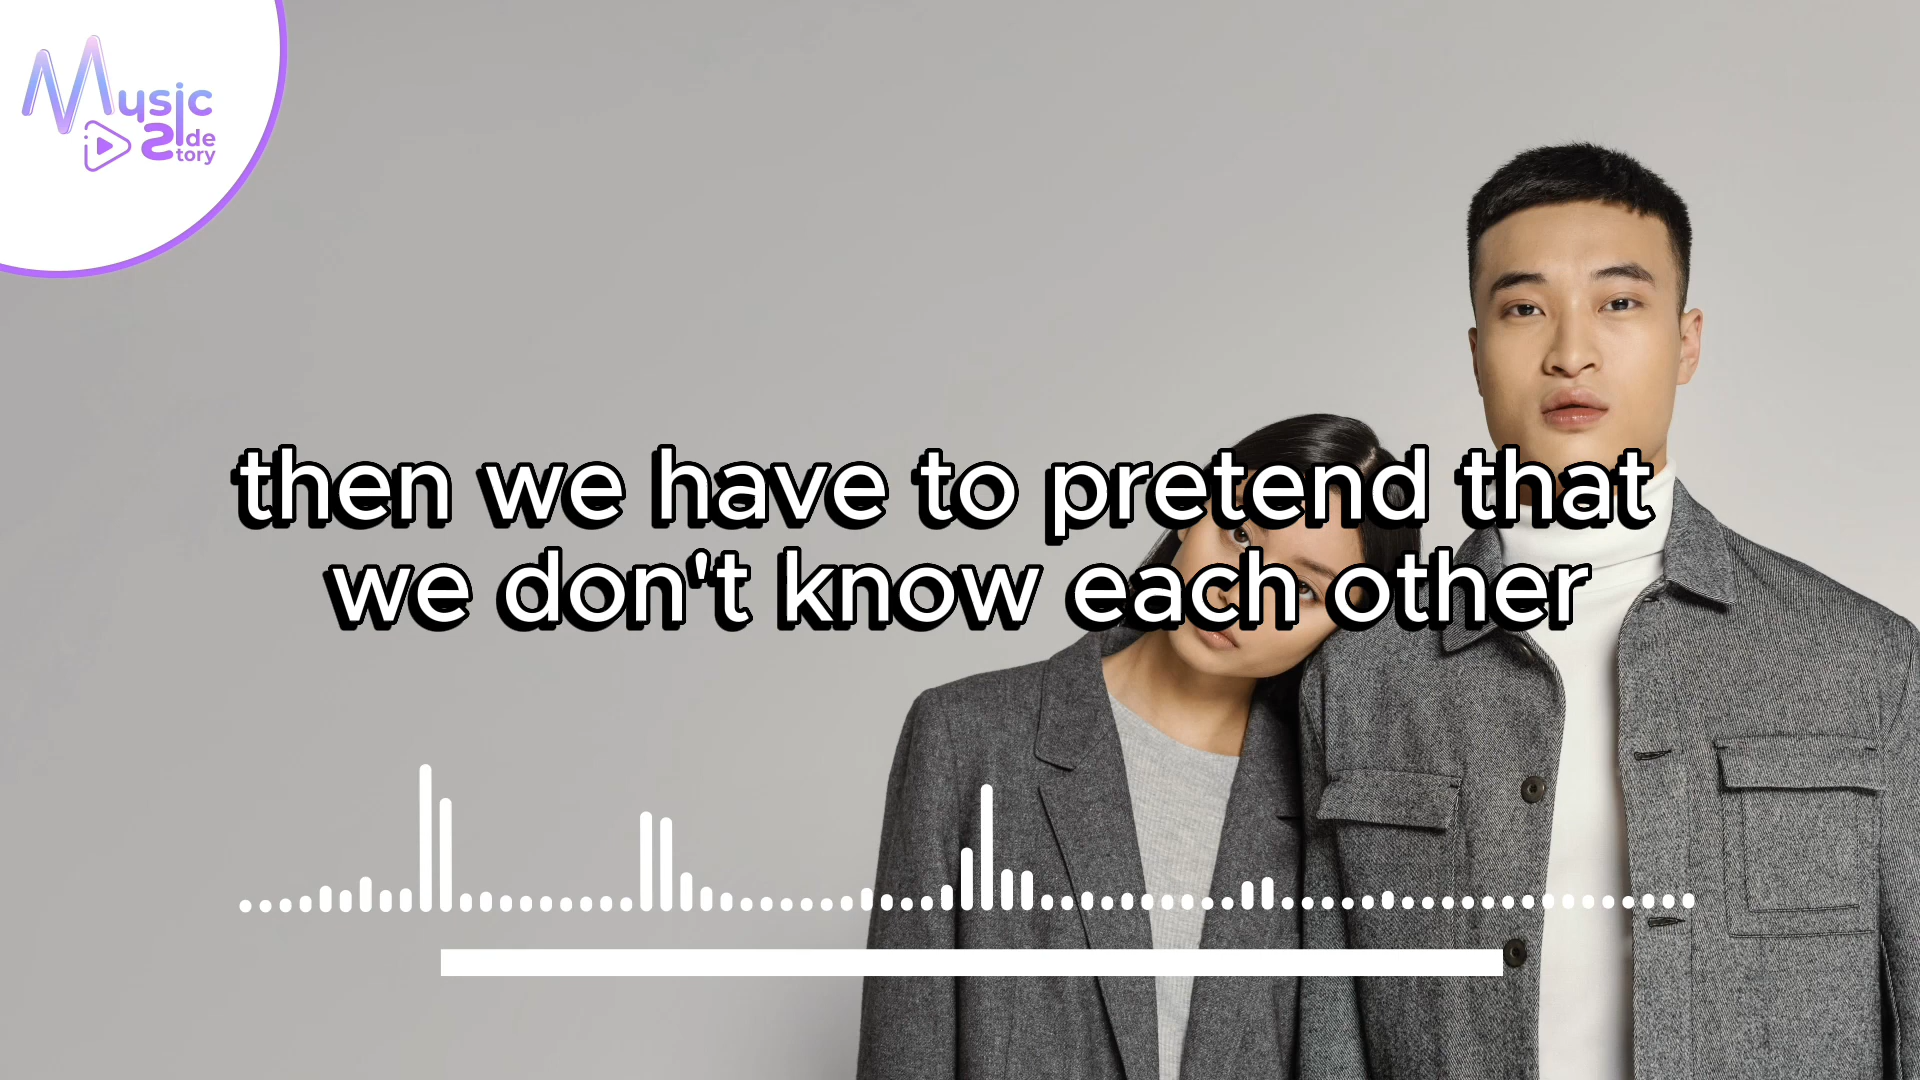 Music
Side
Story
then we have to pretend that
we don't know each other